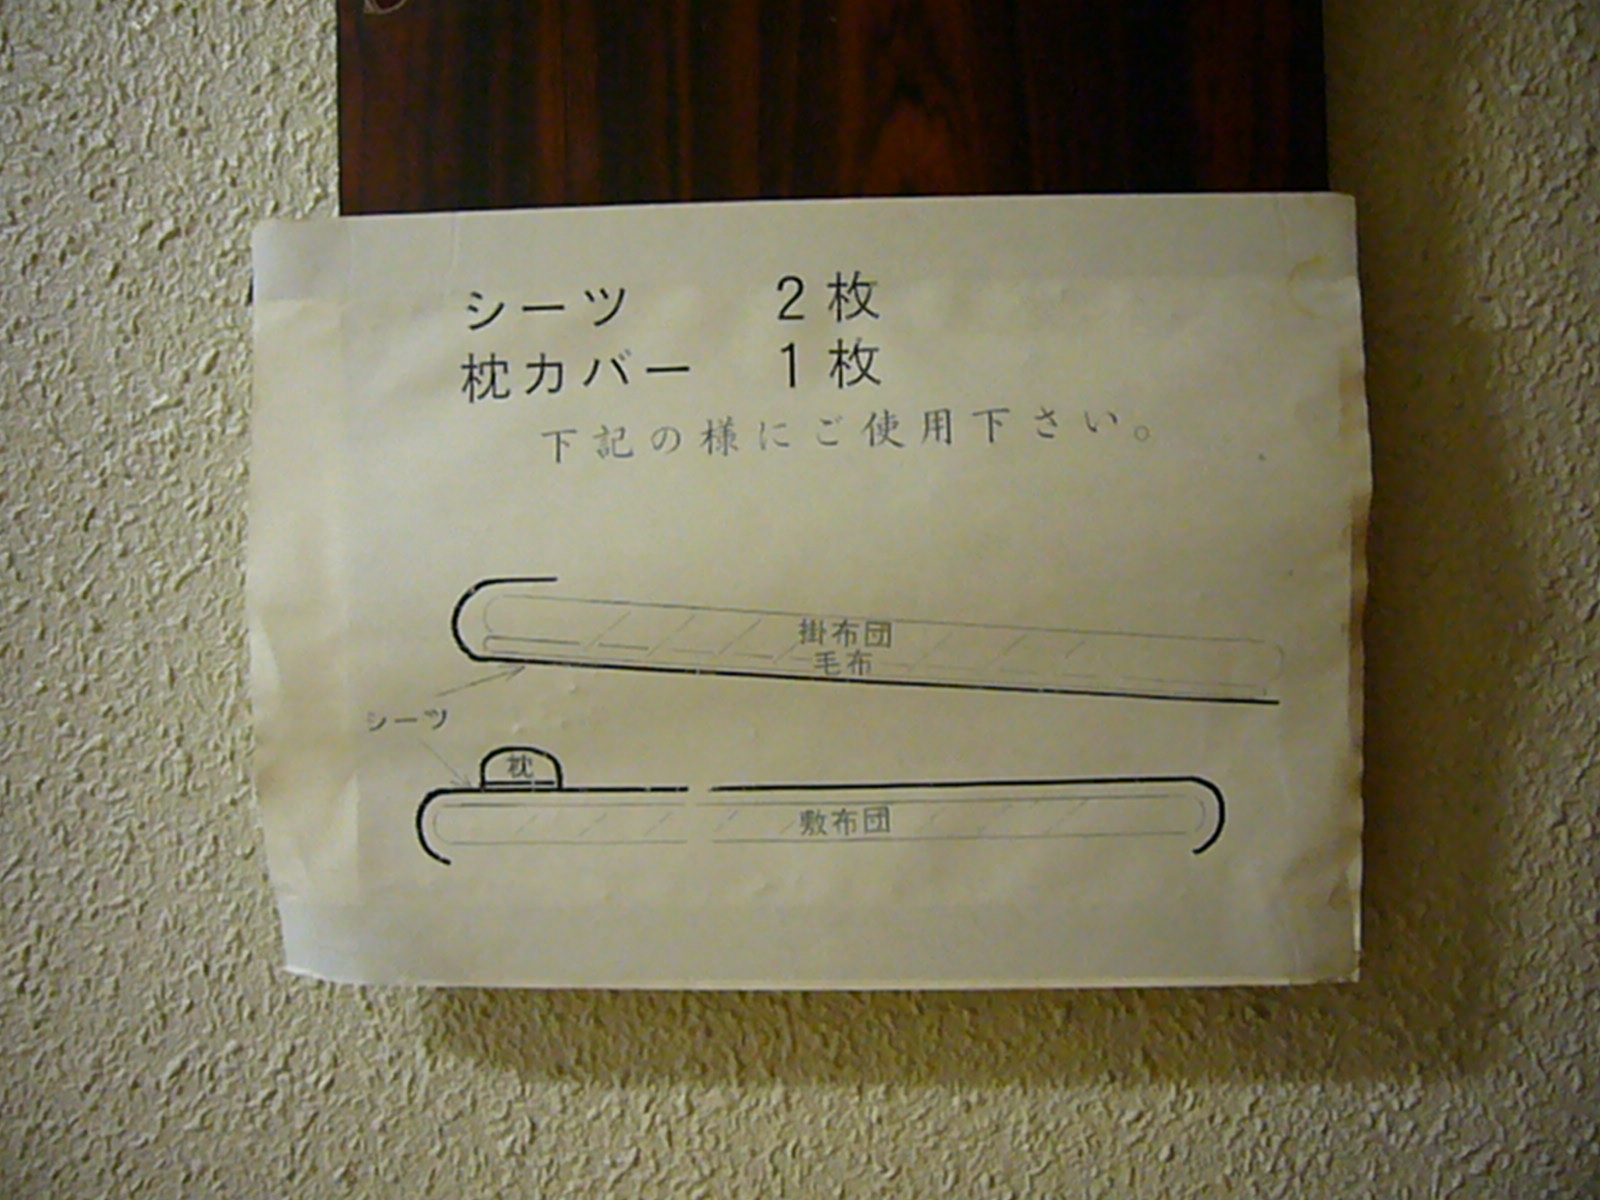 シーツ 2枚
枕カバー 1枚
下記の様にご使用下さい。
掛布団
毛布
シーツ
枕
敷布団